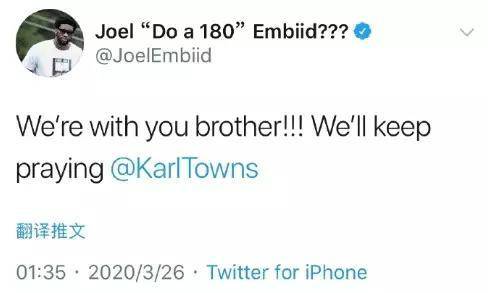 Joel “Do a 180” Embiid???
@JoelEmbiid
We’re with you brother!!! We’ll keep
praying @KarlTowns
翻译推文
01:35 · 2020/3/26 · Twitter for iPhone